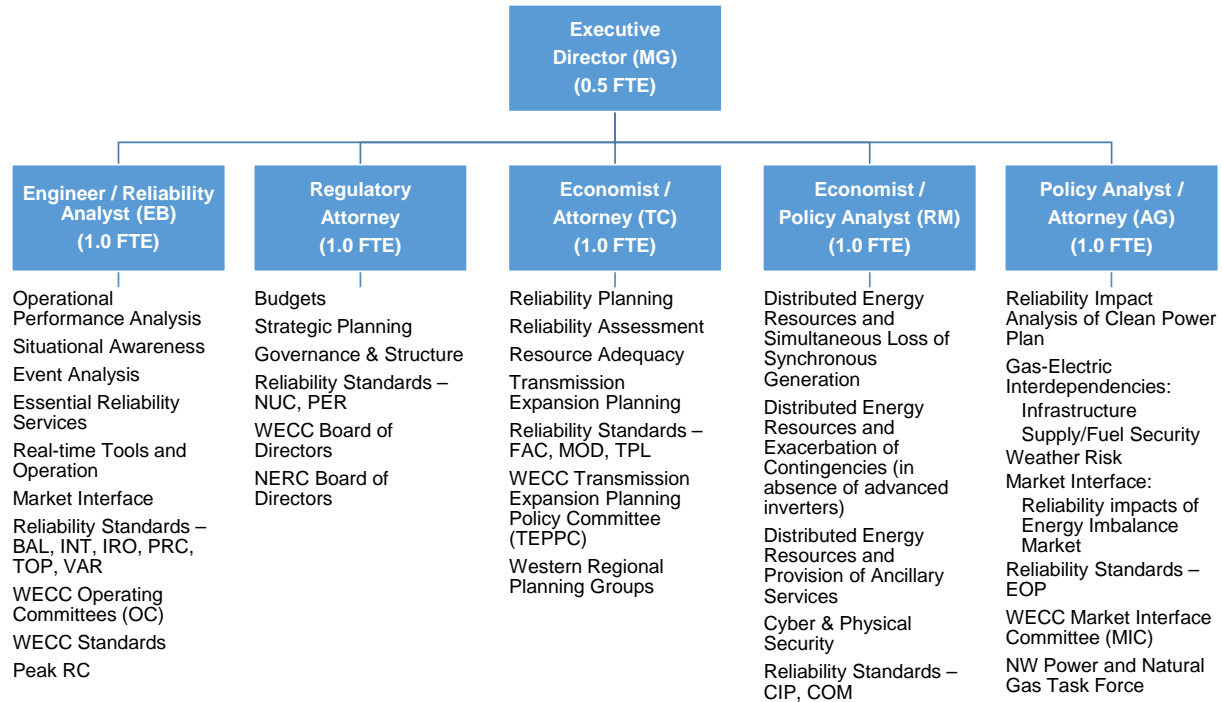 Executive
Director (MG)
(0.5 FTE)
Engineer / Reliability
Analyst (EB)
(1.0 FTE)
Operational
Performance Analysis
Situational Awareness
Event Analysis
Essential Reliability
Services
Real-time Tools and
Operation
Market Interface
Reliability Standards –
BAL, INT, IRO, PRC,
TOP, VAR
WECC Operating
Committees (OC)
WECC Standards
Peak RC
Regulatory
Attorney
(1.0 FTE)
Budgets
Strategic Planning
Governance & Structure
Reliability Standards –
NUC, PER
WECC Board of
Directors
NERC Board of
Directors
Economist /
Attorney (TC)
(1.0 FTE)
Reliability Planning
Reliability Assessment
Resource Adequacy
Transmission
Expansion Planning
Reliability Standards –
FAC, MOD, TPL
WECC Transmission
Expansion Planning
Policy Committee
(TEPPC)
Western Regional
Planning Groups
Economist /
Policy Analyst (RM)
(1.0 FTE)
Distributed Energy
Resources and
Simultaneous Loss of
Synchronous
Generation
Distributed Energy
Resources and
Exacerbation of
Contingencies (in
absence of advanced
inverters)
Distributed Energy
Resources and
Provision of Ancillary
Services
Cyber & Physical
Security
Reliability Standards –
CIP, COM
Policy Analyst /
Attorney (AG)
(1.0 FTE)
Reliability Impact
Analysis of Clean Power
Plan
Gas-Electric
Interdependencies:
Infrastructure
Supply/Fuel Security
Weather Risk
Market Interface:
Reliability impacts of
Energy Imbalance
Market
Reliability Standards –
EOP
WECC Market Interface
Committee (MIC)
NW Power and Natural
Gas Task Force